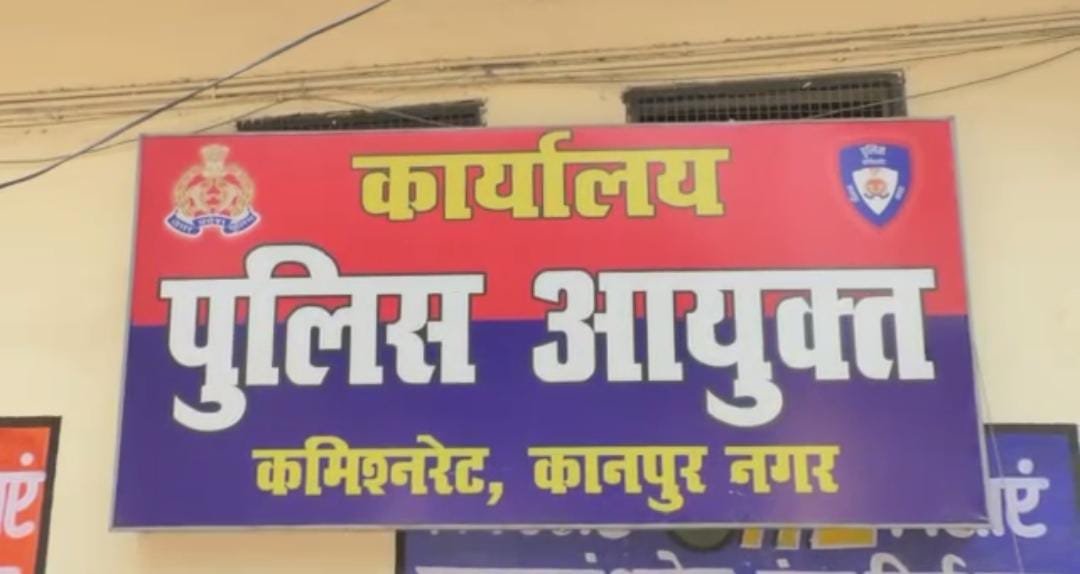 कार्यालय
पुलिस आयुक्त
कमिश्नरेट, कानपुर नगर